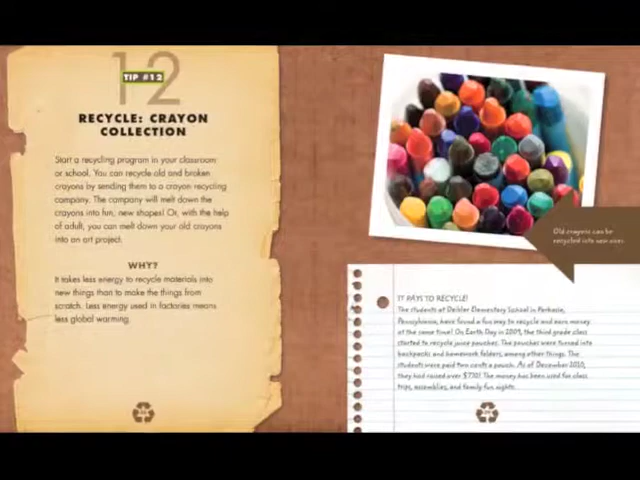 12
TIP #12
RECYCLE: CRAYON
COLLECTION
Start a recycling program in your classroom
or school. You can recycle old and broken
crayons by sending them to a crayon recycling
company. The company will melt down the
crayons into fun, new shapes! Or, with the help
of adult, you can melt down your old crayons
into an art project.
WHY?
It takes less energy to recycle materials into
new things than to make the things from
scratch. Less energy used in factories means
less global warming.
Old crayons can be
recycled into new ones.
IT PAYS TO RECYCLE!
The students at Deibler Elementary School in Perkasie,
Pennsylvania, have found a fun way to recycle and earn money
at the same time! On Earth Day in 2009, the third grade class
started to recycle juice pouches. The pouches were turned into
backpacks and homework folders, among other things. The
students were paid two cents a pouch. As of December 2010,
they had raised over $770! The money has been used for class
trips, assemblies, and family fun nights.